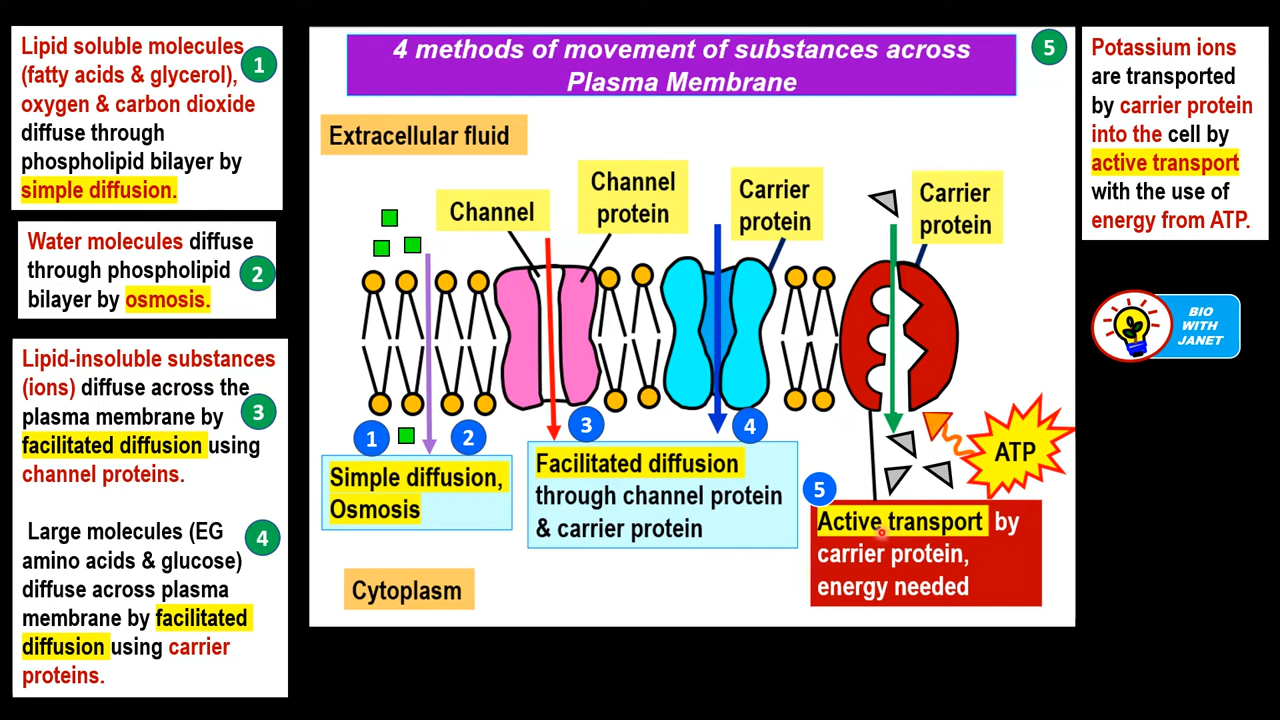 Lipid soluble molecules
(fatty acids & glycerol),
oxygen & carbon dioxide
diffuse through
phospholipid bilayer by
simple diffusion.
1
Water molecules diffuse
through phospholipid
bilayer by osmosis.
2
Lipid-insoluble substances
(ions) diffuse across the
plasma membrane by
facilitated diffusion using
channel proteins.
3
Large molecules (EG
amino acids & glucose)
diffuse across plasma
membrane by facilitated
diffusion using carrier
proteins.
4
4 methods of movement of substances across
Plasma Membrane
5
Extracellular fluid
Channel
Channel
protein
Carrier
protein
Carrier
protein
1
2
3
4
5
Simple diffusion,
Osmosis
Facilitated diffusion
through channel protein
& carrier protein
ATP
Active transport by
carrier protein,
energy needed
Cytoplasm
Potassium ions
are transported
by carrier protein
into the cell by
active transport
with the use of
energy from ATP.
BIO
WITH
JANET